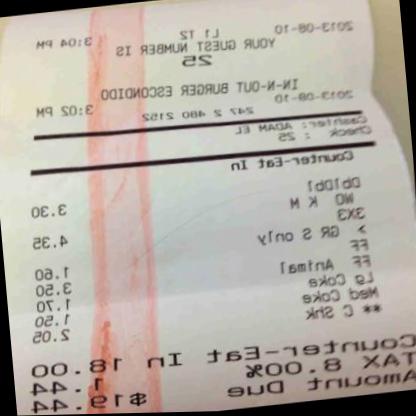 2013-08-10 L1 T2 3:04 PM
YOUR GUEST NUMBER IS
25
IN-N-OUT BURGER ESCONDIDO
2013-08-10 3:02 PM
247 2 480 2152
Cashier: ADAM EL
Check : 25
Counter-Eat In
DblDbl 3.30
WO K M
3X3 4.35
> GR S only
FF 1.60
FF Animal 3.50
Lg Coke 1.70
Med Coke 1.50
** C Shk 2.05
Counter-Eat In 18.00
TAX 8.00% 1.44
Amount Due $19.44